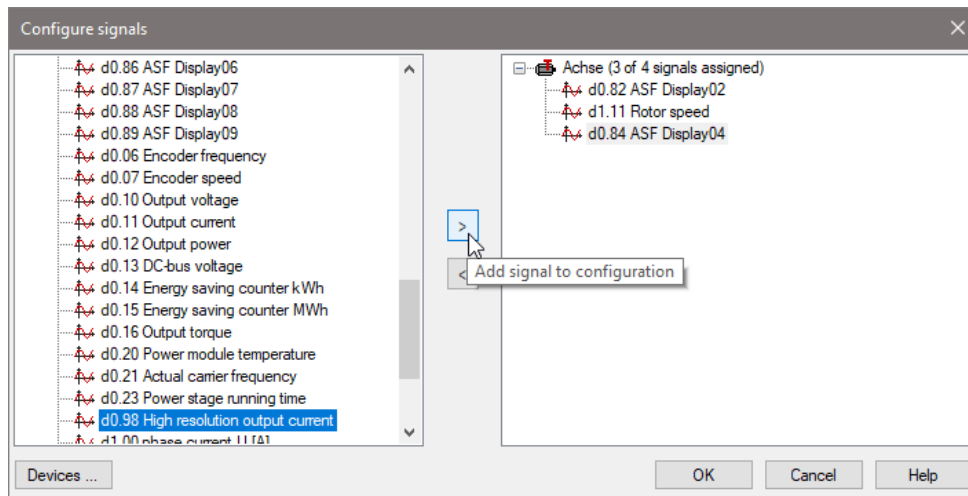 Configure signals
d0.86 ASF Display06
d0.87 ASF Display07
d0.88 ASF Display08
d0.89 ASF Display09
d0.06 Encoder frequency
d0.07 Encoder speed
d0.10 Output voltage
d0.11 Output current
d0.12 Output power
d0.13 DC-bus voltage
d0.14 Energy saving counter kWh
d0.15 Energy saving counter MWh
d0.16 Output torque
d0.20 Power module temperature
d0.21 Actual carrier frequency
d0.23 Power stage running time
d0.98 High resolution output current
d1.00 phase current U [A]
>
<
Add signal to configuration
Achse (3 of 4 signals assigned)
d0.82 ASF Display02
d1.11 Rotor speed
d0.84 ASF Display04
Devices ...
OK
Cancel
Help